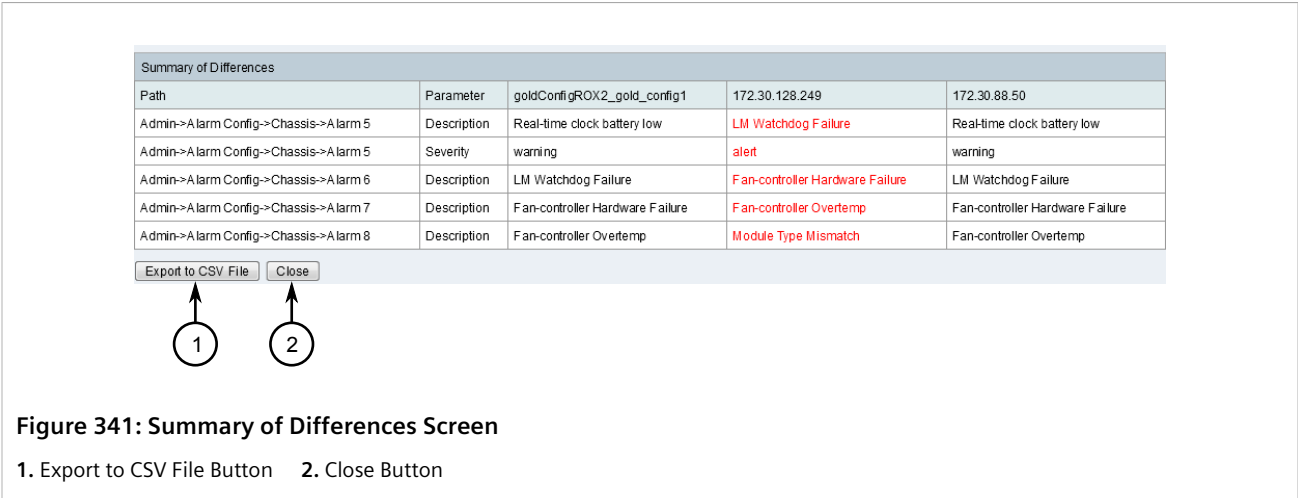 Summary of Differences
Path Parameter goldConfigROX2_gold_config1 172.30.128.249 172.30.88.50
Admin->Alarm Config->Chassis->Alarm 5 Description Real-time clock battery low LM Watchdog Failure Real-time clock battery low
Admin->Alarm Config->Chassis->Alarm 5 Severity warning alert warning
Admin->Alarm Config->Chassis->Alarm 6 Description LM Watchdog Failure Fan-controller Hardware Failure LM Watchdog Failure
Admin->Alarm Config->Chassis->Alarm 7 Description Fan-controller Hardware Failure Fan-controller Overtemp Fan-controller Hardware Failure
Admin->Alarm Config->Chassis->Alarm 8 Description Fan-controller Overtemp Module Type Mismatch Fan-controller Overtemp
Export to CSV File Close
1 2
Figure 341: Summary of Differences Screen
1. Export to CSV File Button 2. Close Button